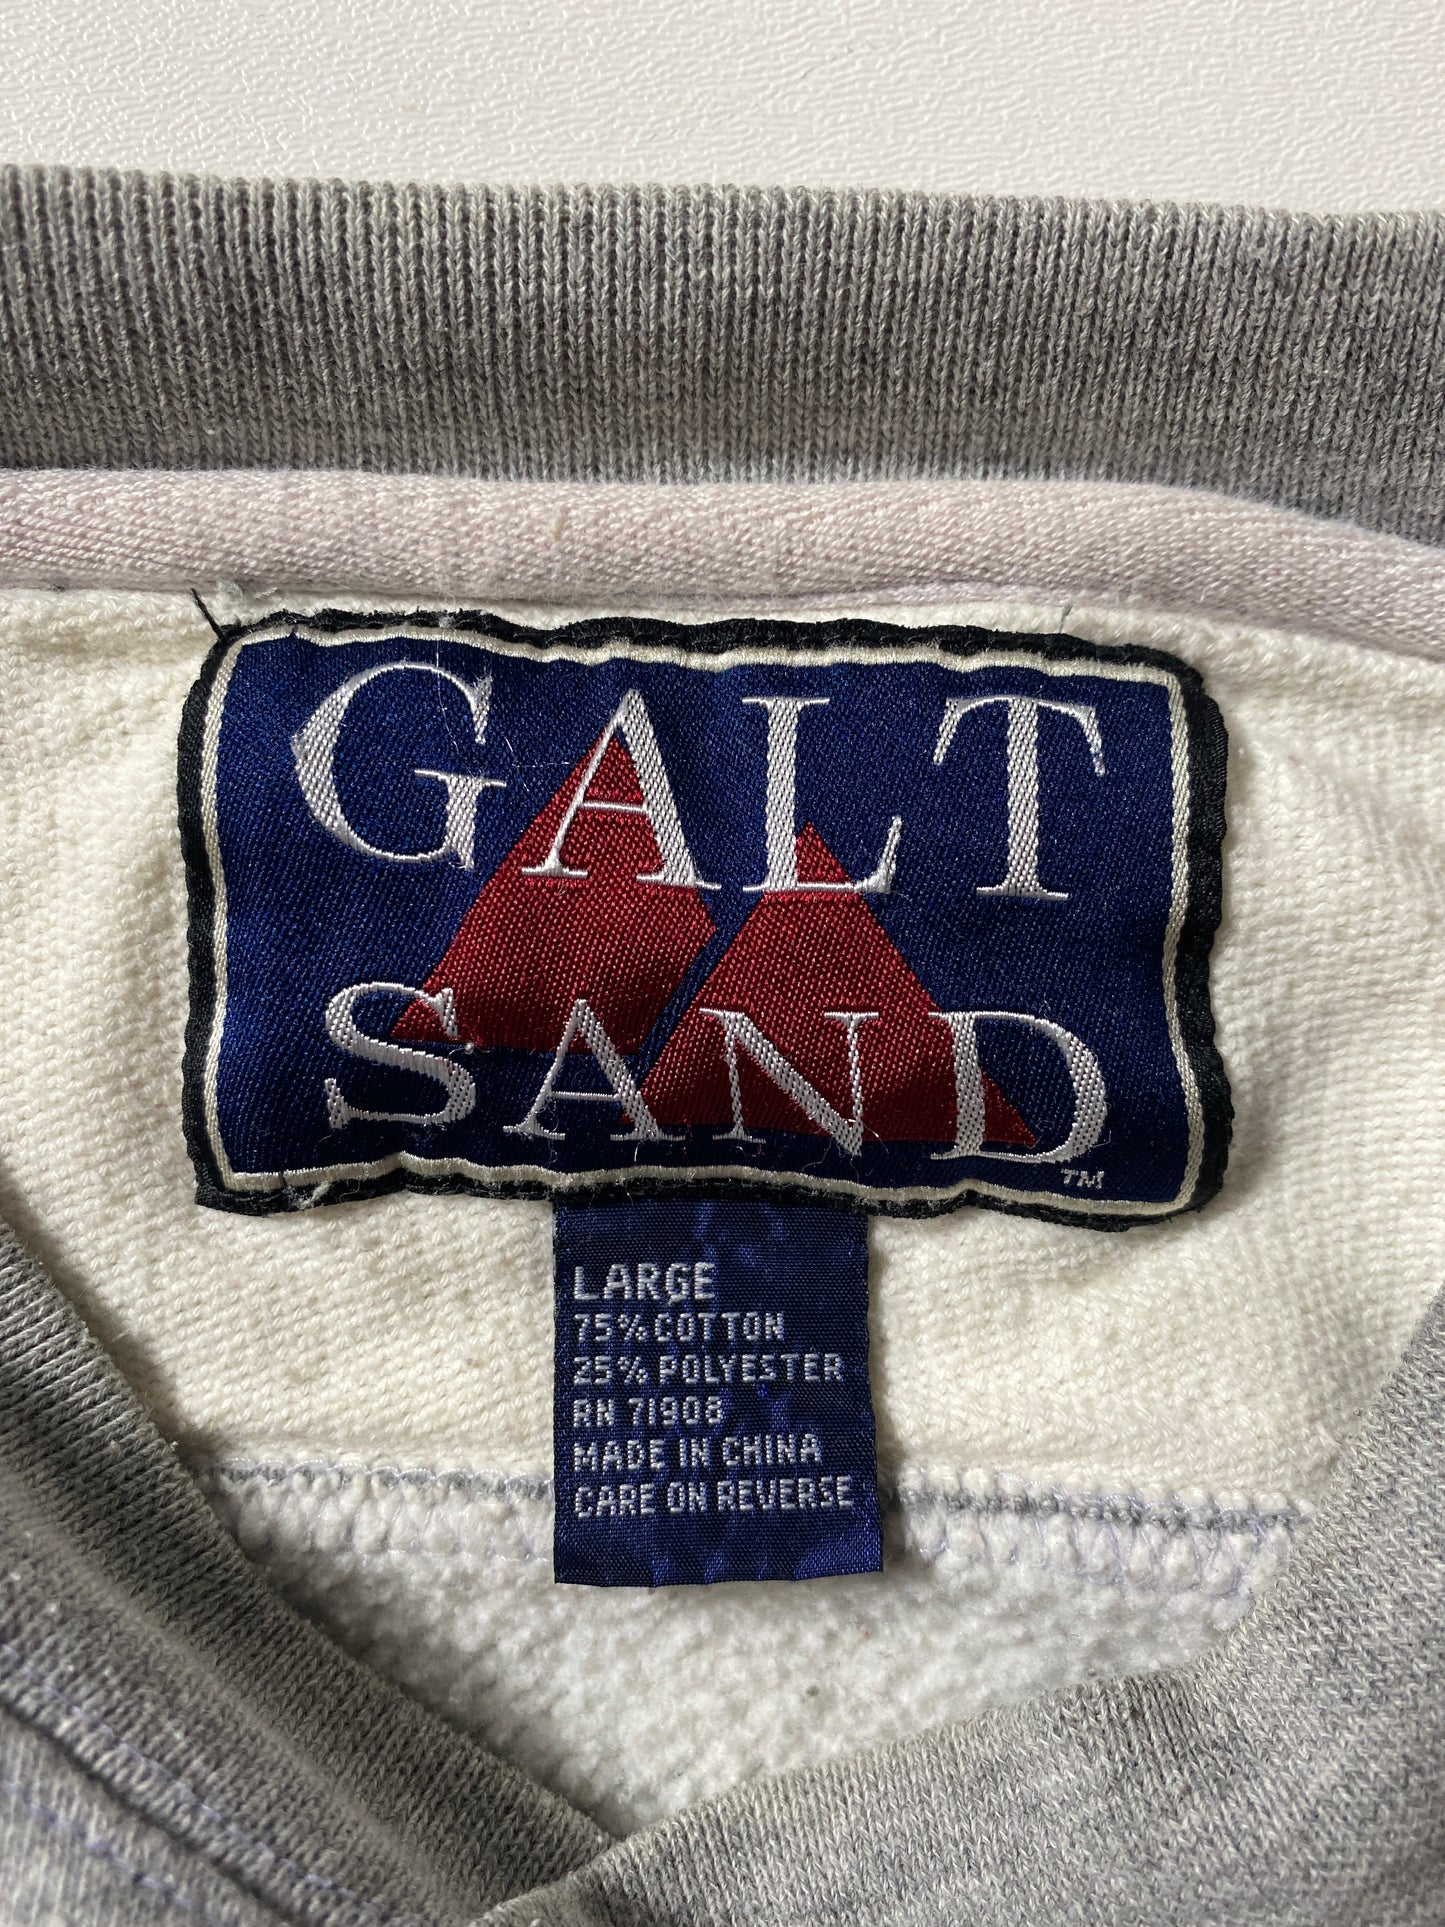 GALT
SAND
TM
LARGE
75% COTTON
25% POLYESTER
RN 71908
MADE IN CHINA
CARE ON REVERSE